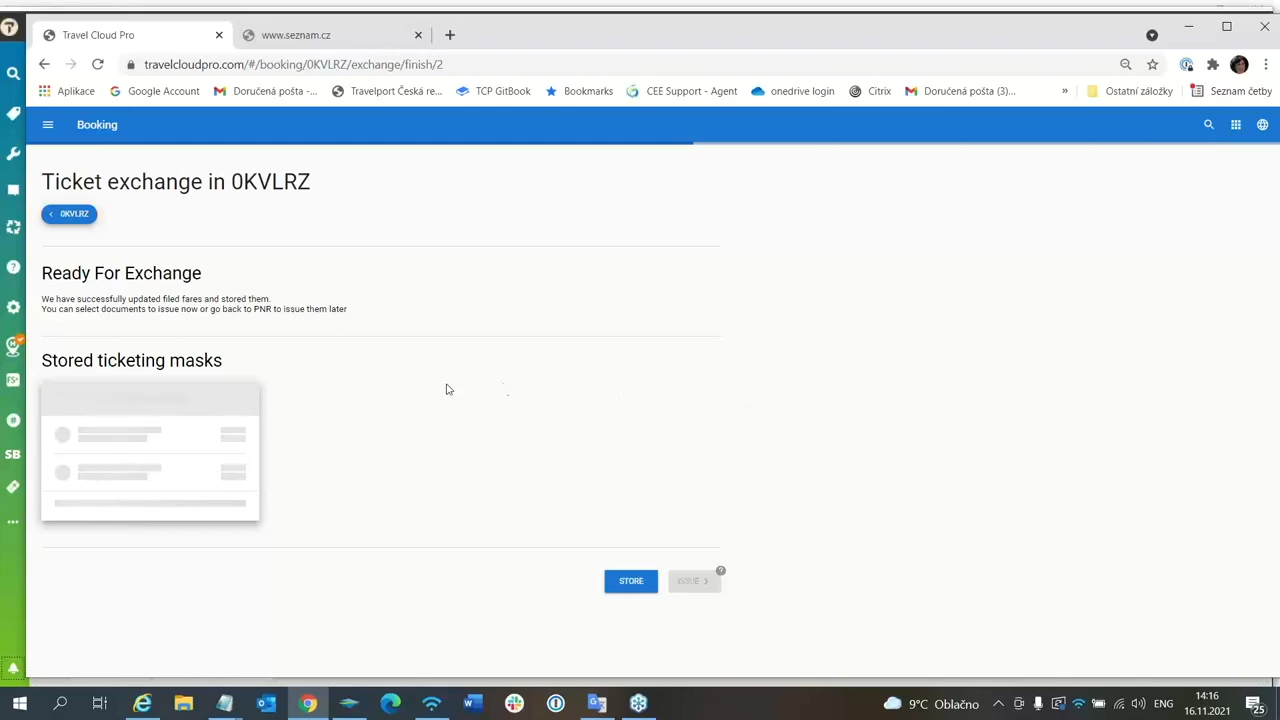 Travel Cloud Pro
www.seznam.cz
travelcloudpro.com/#/booking/0KVLRZ/exchange/finish/2
Aplikace
Google Account
Doručená pošta -...
Travelport Česká re...
TCP GitBook
Bookmarks
CEE Support - Agent
onedrive login
Citrix
Doručená pošta (3)...
»
Ostatní záložky
Seznam četby
Booking
Ticket exchange in 0KVLRZ
0KVLRZ
Ready For Exchange
We have successfully updated filed fares and stored them.
You can select documents to issue now or go back to PNR to issue them later
Stored ticketing masks
STORE
ISSUE
?
FS+
#
SB
9°C Oblačno
ENG
14:16
16.11.2021
25